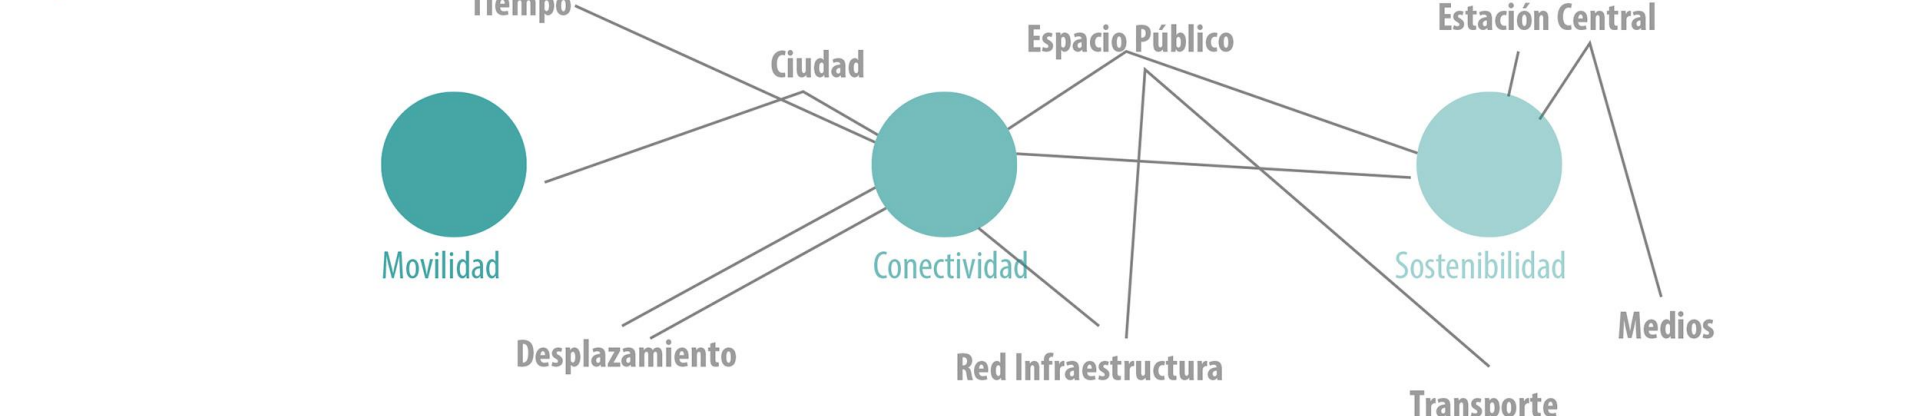 Tiempo
Estación Central
Espacio Público
Ciudad
Movilidad
Conectividad
Sostenibilidad
Medios
Desplazamiento
Red Infraestructura
Transporte